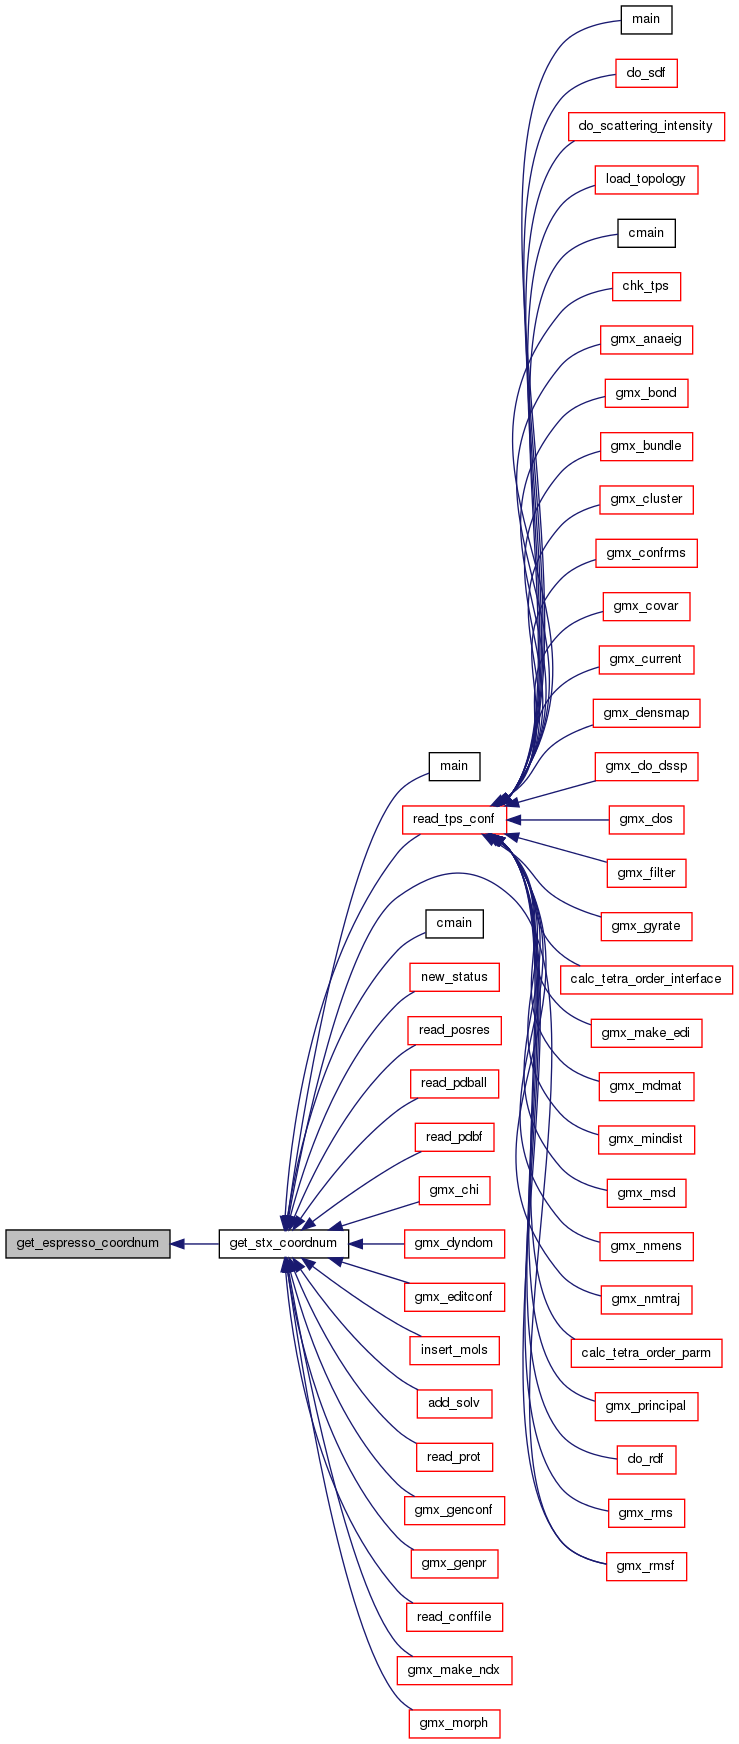 main
do_sdf
do_scattering_intensity
load_topology
cmain
chk_tps
gmx_anaeig
gmx_bond
gmx_bundle
gmx_cluster
gmx_confrms
gmx_covar
gmx_current
gmx_densmap
main
gmx_do_dssp
read_tps_conf
gmx_dos
gmx_filter
cmain
gmx_gyrate
new_status
calc_tetra_order_interface
read_posres
gmx_make_edi
read_pdball
gmx_mdmat
read_pdbf
gmx_mindist
gmx_chi
gmx_msd
get_espresso_coordnum
get_stx_coordnum
gmx_dyndom
gmx_nmens
gmx_editconf
gmx_nmtraj
insert_mols
calc_tetra_order_parm
add_solv
gmx_principal
read_prot
do_rdf
gmx_genconf
gmx_rms
gmx_genpr
gmx_rmsf
read_conffile
gmx_make_ndx
gmx_morph